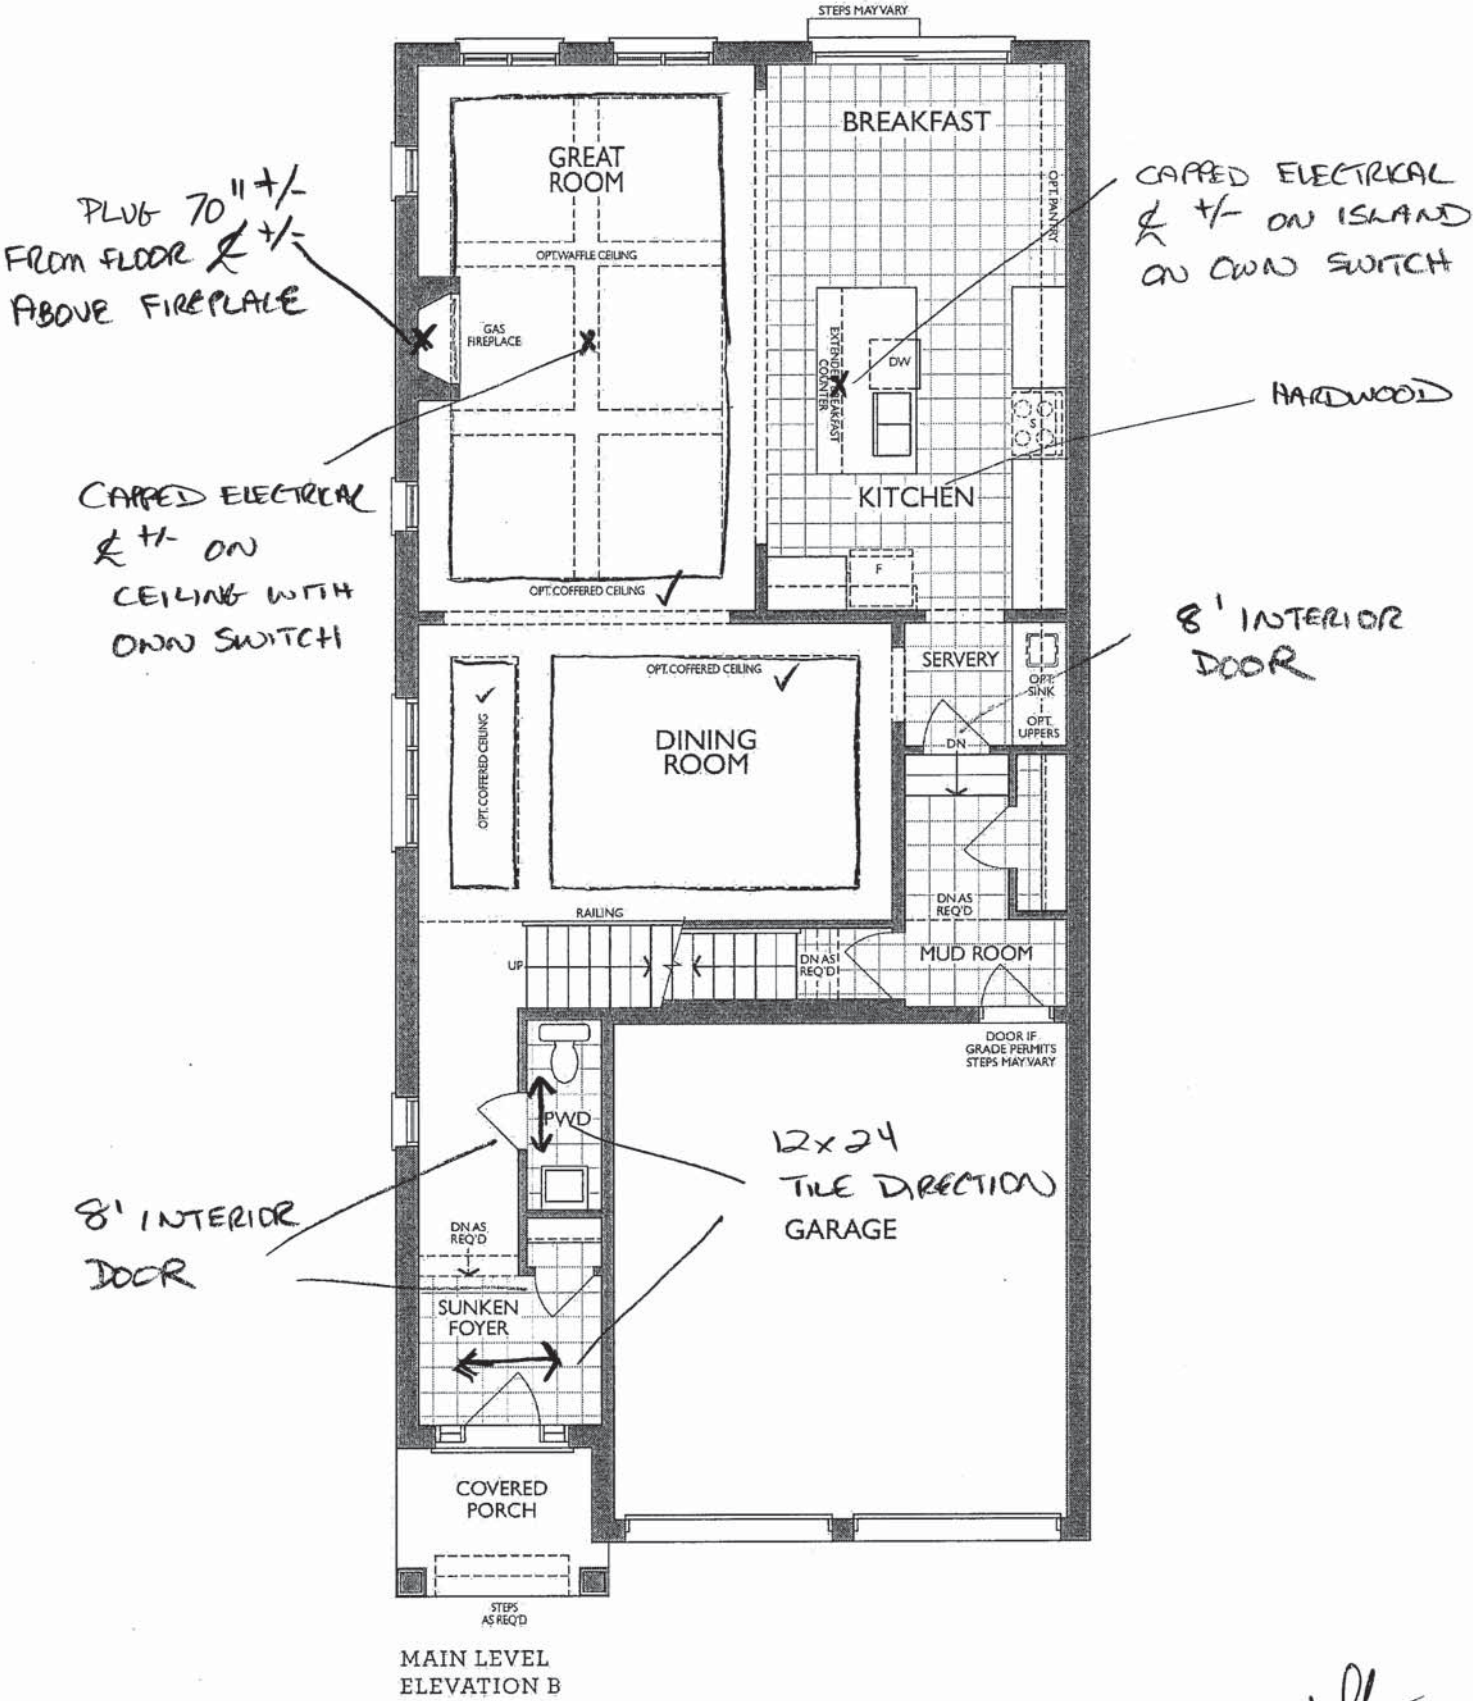 STEPS MAY VARY
BREAKFAST
GREAT
ROOM
OPT. PANTRY
OPT. WAFFLE CEILING
PLUG 70" +/-
FROM FLOOR ℄ +/-
ABOVE FIREPLACE
CAPPED ELECTRICAL
℄ +/- ON ISLAND
ON OWN SWITCH
GAS
FIREPLACE
EXTENDED BREAKFAST
COUNTER
DW
S
HARDWOOD
KITCHEN
CAPPED ELECTRICAL
℄ +/- ON
CEILING WITH
OWN SWITCH
F
OPT. COFFERED CEILING
8' INTERIOR
DOOR
SERVERY
OPT.
SINK
OPT.
UPPERS
DN
OPT. COFFERED CEILING
OPT. COFFERED CEILING
DINING
ROOM
RAILING
UP
DN AS
REQ'D
DN AS
REQ'D
MUD ROOM
DOOR IF
GRADE PERMITS
STEPS MAY VARY
PWD
12x24
TILE DIRECTION
GARAGE
8' INTERIOR
DOOR
DN AS
REQ'D
SUNKEN
FOYER
COVERED
PORCH
STEPS
AS REQ'D
MAIN LEVEL
ELEVATION B